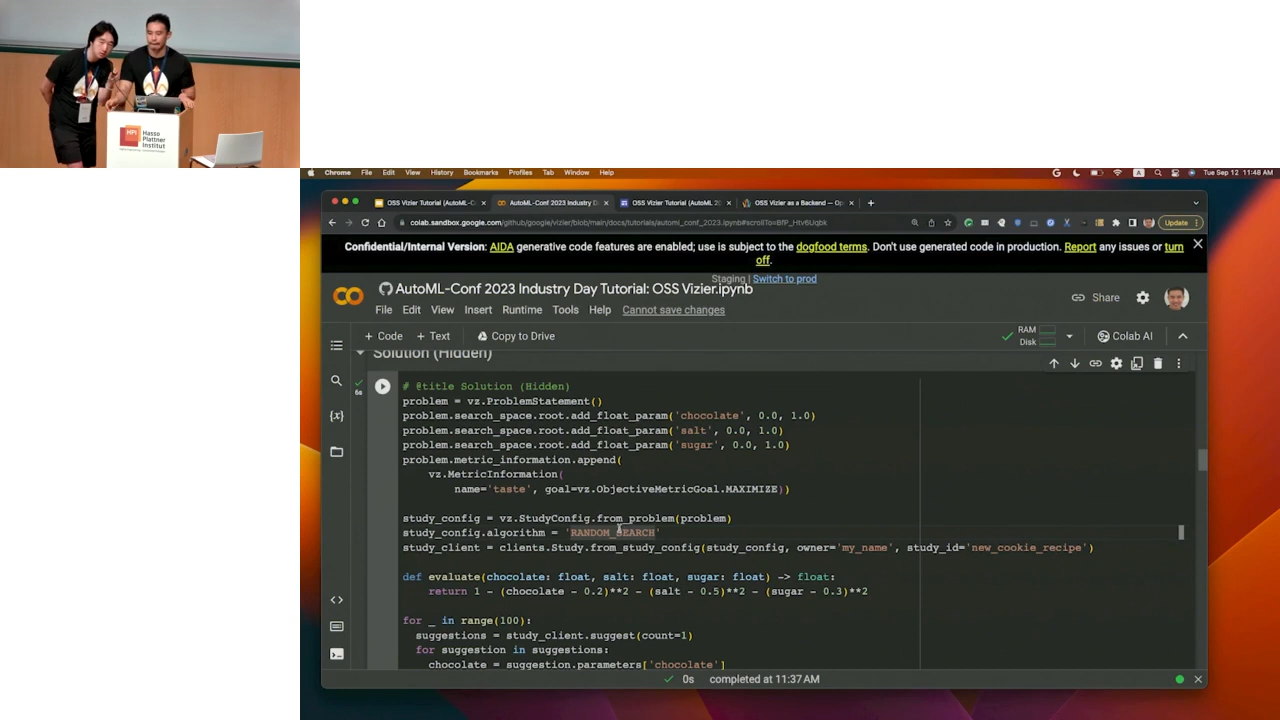 HPI Hasso
Plattner
Institut
Chrome File Edit View History Bookmarks Profiles Tab Window Help Tue Sep 12 11:48 AM
OSS Vizier Tutorial (AutoML-C AutoML-Conf 2023 Industry D OSS Vizier Tutorial (AutoML 20 OSS Vizier as a Backend — Op
colab.sandbox.google.com/github/google/vizier/blob/main/docs/tutorials/automl_conf_2023.ipynb Update
Confidential/Internal Version: AIDA generative code features are enabled; use is subject to the dogfood terms. Don't use generated code in production. Report any issues or turn
off.
Staging | Switch to prod
AutoML-Conf 2023 Industry Day Tutorial: OSS Vizier.ipynb
Share
File Edit View Insert Runtime Tools Help Cannot save changes
+ Code + Text Copy to Drive RAM Disk Colab AI
Solution (Hidden)
6s
# @title Solution (Hidden)
problem = vz.ProblemStatement()
problem.search_space.root.add_float_param('chocolate', 0.0, 1.0)
problem.search_space.root.add_float_param('salt', 0.0, 1.0)
problem.search_space.root.add_float_param('sugar', 0.0, 1.0)
problem.metric_information.append(
vz.MetricInformation(
name='taste', goal=vz.ObjectiveMetricGoal.MAXIMIZE))
study_config = vz.StudyConfig.from_problem(problem)
study_config.algorithm = 'RANDOM_SEARCH'
study_client = clients.Study.from_study_config(study_config, owner='my_name', study_id='new_cookie_recipe')
def evaluate(chocolate: float, salt: float, sugar: float) -> float:
return 1 - (chocolate - 0.2)**2 - (salt - 0.5)**2 - (sugar - 0.3)**2
for _ in range(100):
suggestions = study_client.suggest(count=1)
for suggestion in suggestions:
chocolate = suggestion.parameters['chocolate']
0s completed at 11:37 AM